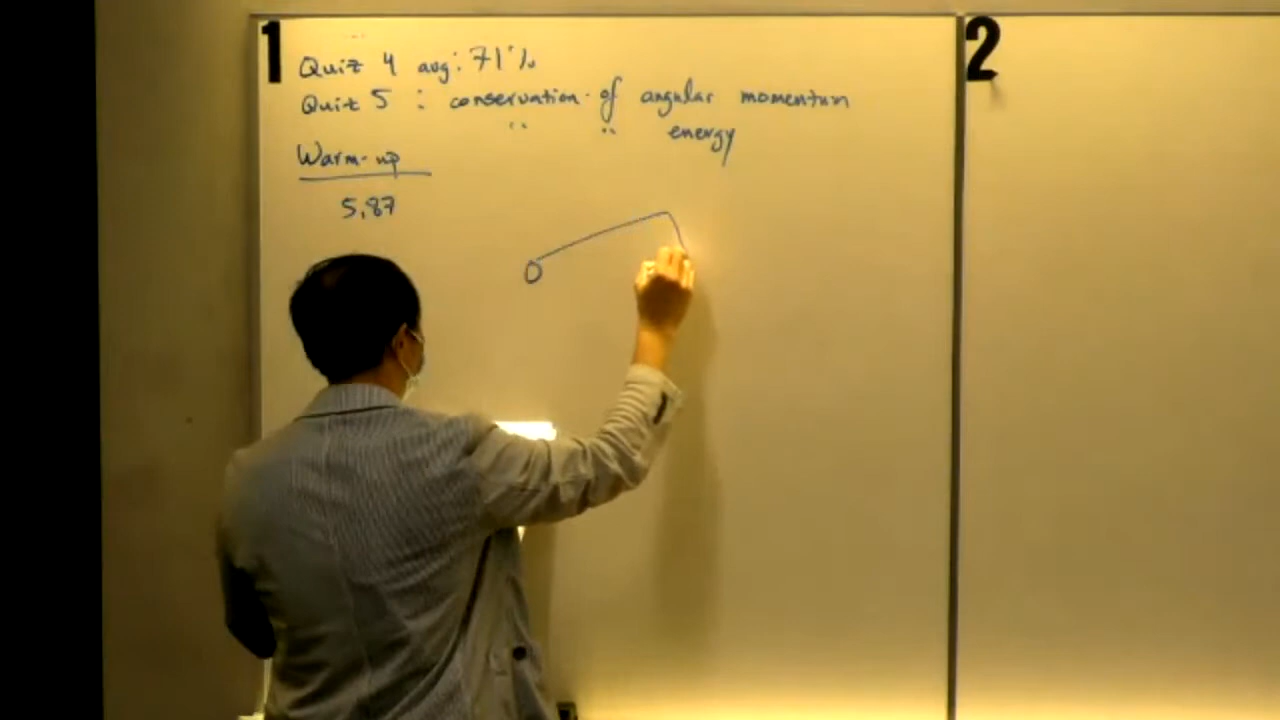 1
2
Quiz 4 avg: 71%
Quiz 5 : conservation of angular momentum
" " energy
Warm-up
5.87